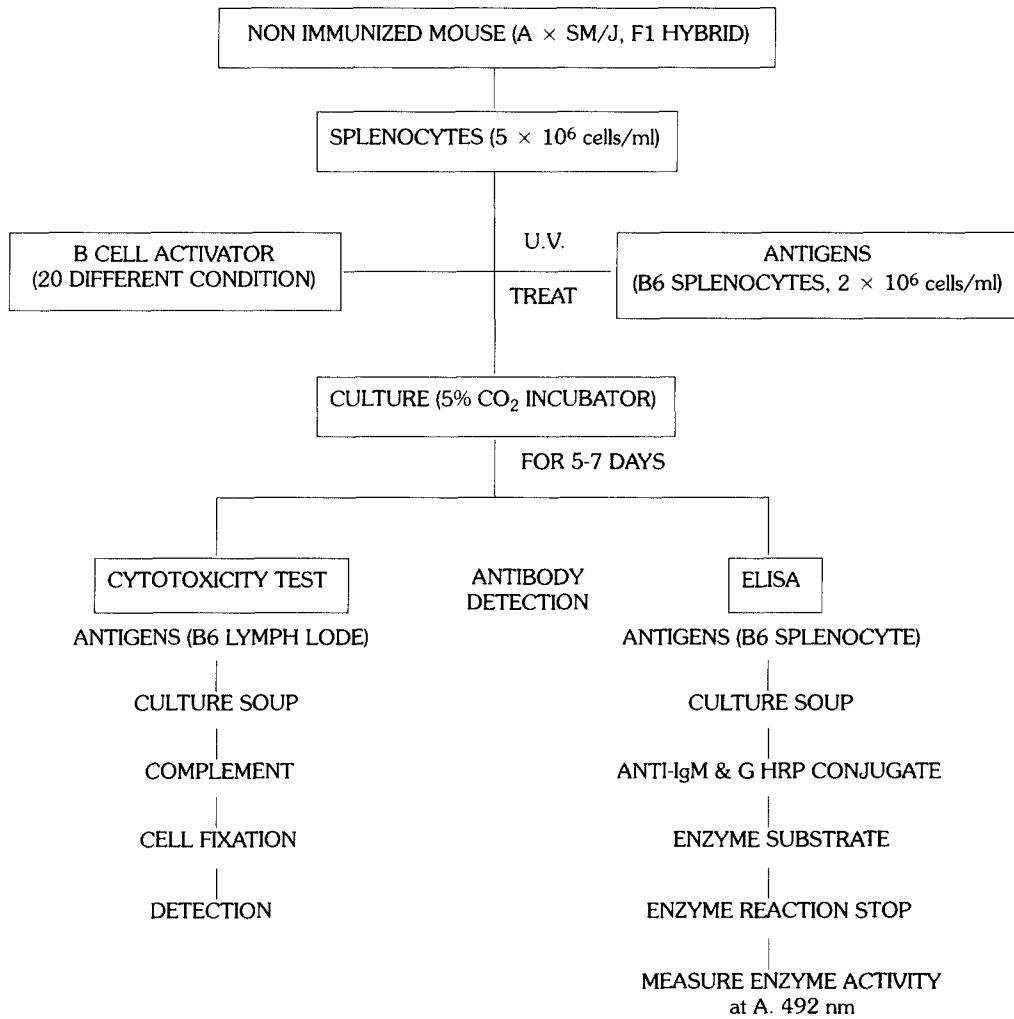 NON IMMUNIZED MOUSE (A × SM/J, F1 HYBRID)
SPLENOCYTES (5 × 10⁶ cells/ml)
B CELL ACTIVATOR
(20 DIFFERENT CONDITION)
U.V.
TREAT
ANTIGENS
(B6 SPLENOCYTES, 2 × 10⁶ cells/ml)
CULTURE (5% CO₂ INCUBATOR)
FOR 5-7 DAYS
CYTOTOXICITY TEST
ANTIGENS (B6 LYMPH LODE)
CULTURE SOUP
COMPLEMENT
CELL FIXATION
DETECTION
ANTIBODY
DETECTION
ELISA
ANTIGENS (B6 SPLENOCYTE)
CULTURE SOUP
ANTI-IgM & G HRP CONJUGATE
ENZYME SUBSTRATE
ENZYME REACTION STOP
MEASURE ENZYME ACTIVITY
at A. 492 nm